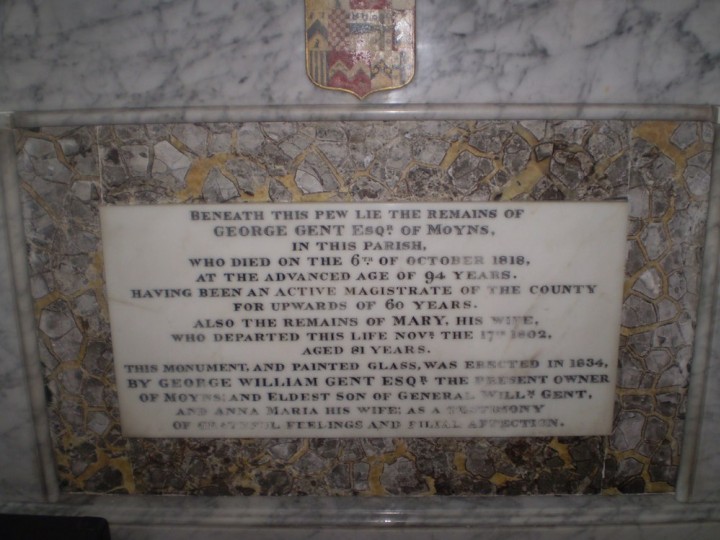 BENEATH THIS PEW LIE THE REMAINS OF
GEORGE GENT ESQR. OF MOYNS,
IN THIS PARISH,
WHO DIED ON THE 6TH OF OCTOBER 1818,
AT THE ADVANCED AGE OF 94 YEARS.
HAVING BEEN AN ACTIVE MAGISTRATE OF THE COUNTY
FOR UPWARDS OF 60 YEARS.
ALSO THE REMAINS OF MARY, HIS WIFE,
WHO DEPARTED THIS LIFE NOVR. THE 17TH 1802,
AGED 81 YEARS.
THIS MONUMENT, AND PAINTED GLASS, WAS ERECTED IN 1834,
BY GEORGE WILLIAM GENT ESQR. THE PRESENT OWNER
OF MOYNS; AND ELDEST SON OF GENERAL WILLM. GENT,
AND ANNA MARIA HIS WIFE; AS A TESTIMONY
OF GRATEFUL FEELINGS AND FILIAL AFFECTION.